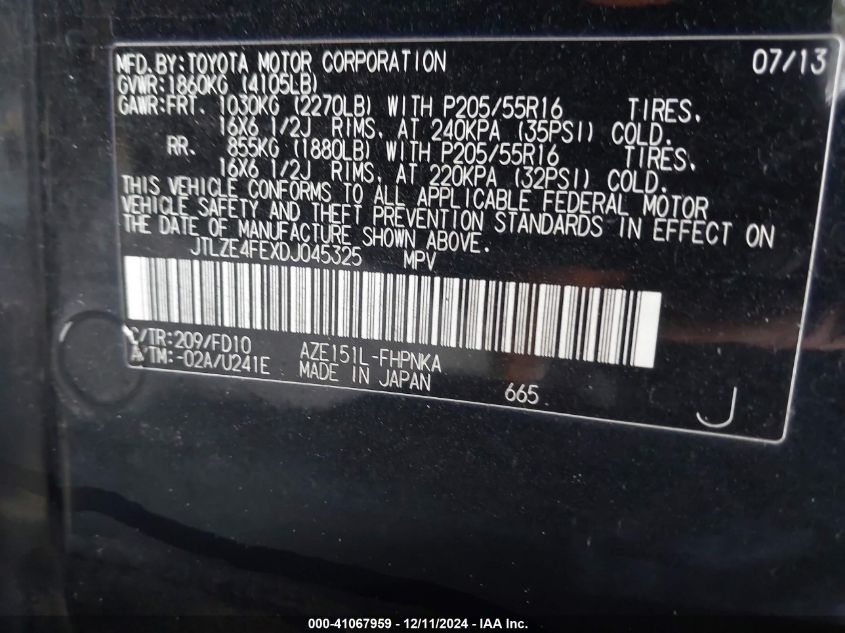 MFD.BY:TOYOTA MOTOR CORPORATION 07/13
GVWR:1860KG (4105LB)
GAWR:FRT. 1030KG (2270LB) WITH P205/55R16 TIRES.
16X6 1/2J RIMS. AT 240KPA (35PSI) COLD.
RR. 855KG (1880LB) WITH P205/55R16 TIRES.
16X6 1/2J RIMS. AT 220KPA (32PSI) COLD.
THIS VEHICLE CONFORMS TO ALL APPLICABLE FEDERAL MOTOR
VEHICLE SAFETY AND THEFT PREVENTION STANDARDS IN EFFECT ON
THE DATE OF MANUFACTURE SHOWN ABOVE.
JTLZE4FEXDJ045325 MPV
C/TR:209/FD10 AZE151L-FHPNKA
A/TM:-02A/U241E MADE IN JAPAN 665 J
000-41067959 - 12/11/2024 - IAA Inc.